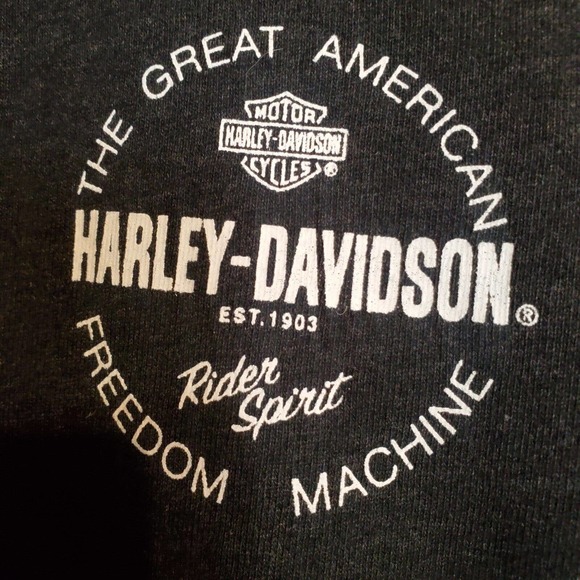 THE GREAT AMERICAN
MOTOR
HARLEY-DAVIDSON
CYCLES®
HARLEY-DAVIDSON®
EST. 1903
Rider
Spirit
FREEDOM MACHINE